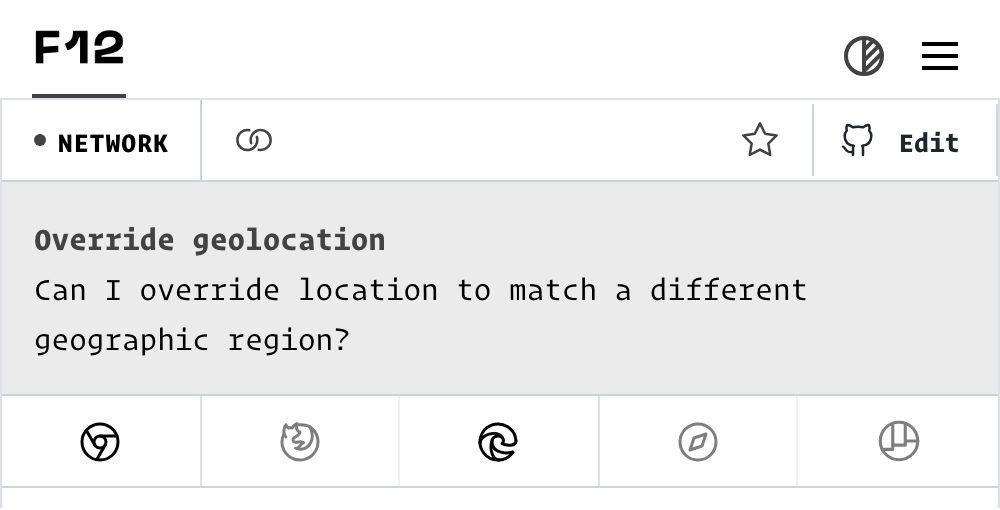 F12
NETWORK
Edit
Override geolocation
Can I override location to match a different
geographic region?